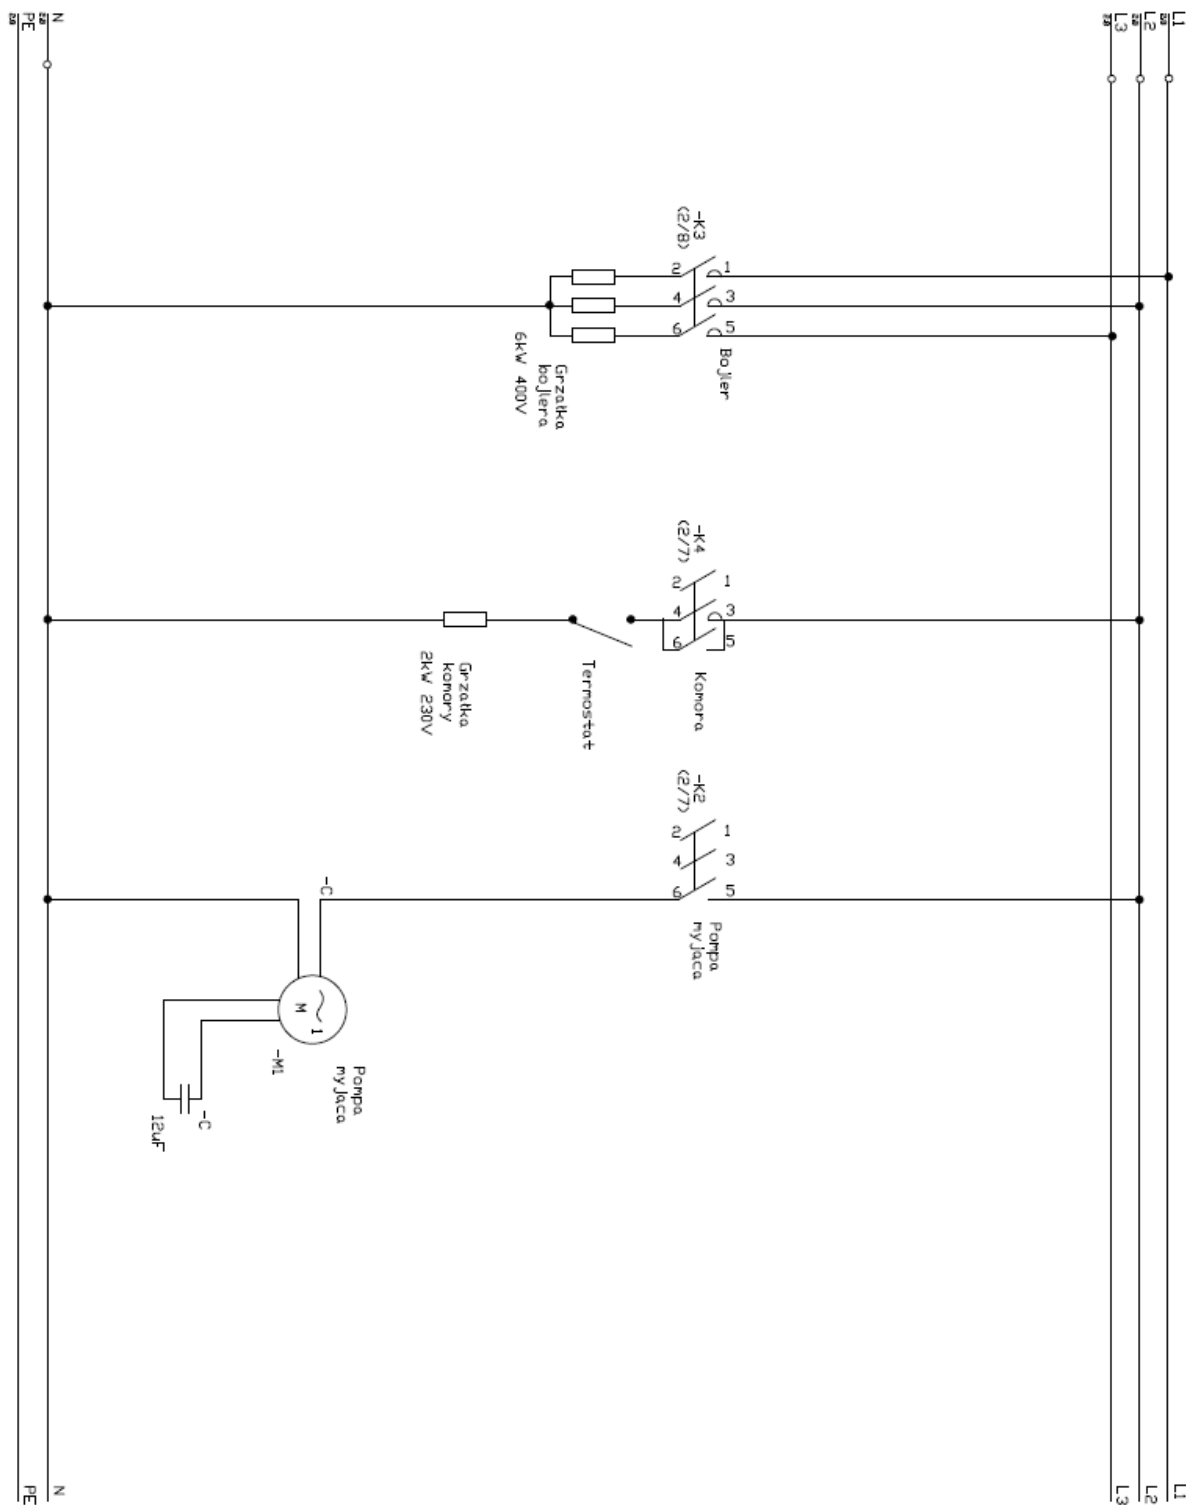 L1
L2
L3
N
PE
-K3
(2/8)
1
3
5
2
4
6
Bojler
Grzałka
bojlera
6kW 400V
-K4
(2/7)
1
3
5
2
4
6
Komora
Termostat
Grzałka
komory
2kW 230V
-K2
(2/7)
1
3
5
2
4
6
Pompa
myjaca
-C
M
1
-M1
Pompa
myjaca
-C
12uF
L1
L2
L3
N
PE